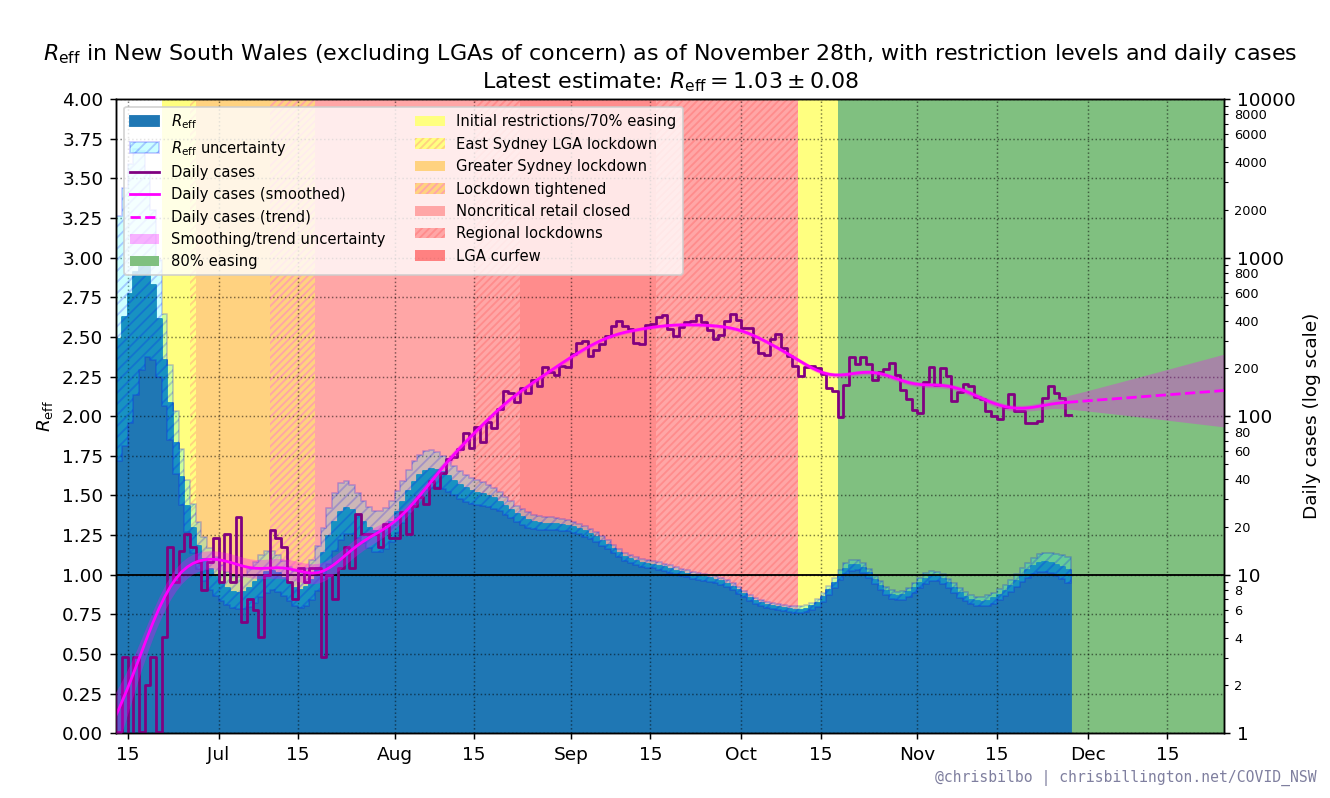 Reff in New South Wales (excluding LGAs of concern) as of November 28th, with restriction levels and daily cases
Latest estimate: Reff = 1.03 ± 0.08
Reff
Reff uncertainty
Daily cases
Daily cases (smoothed)
Daily cases (trend)
Smoothing/trend uncertainty
80% easing
Initial restrictions/70% easing
East Sydney LGA lockdown
Greater Sydney lockdown
Lockdown tightened
Noncritical retail closed
Regional lockdowns
LGA curfew
4.00
3.75
3.50
3.25
3.00
2.75
2.50
2.25
2.00
1.75
1.50
1.25
1.00
0.75
0.50
0.25
0.00
Reff
10000
8000
6000
4000
2000
1000
800
600
400
200
100
80
60
40
20
10
8
6
4
2
1
Daily cases (log scale)
15 Jul 15 Aug 15 Sep 15 Oct 15 Nov 15 Dec 15
@chrisbilbo | chrisbillington.net/COVID_NSW